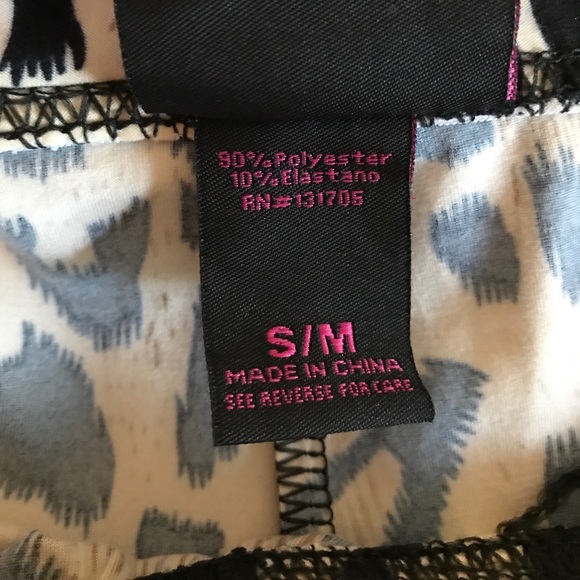 90% Polyester
10% Elastano
RN#131705
S/M
MADE IN CHINA
SEE REVERSE FOR CARE